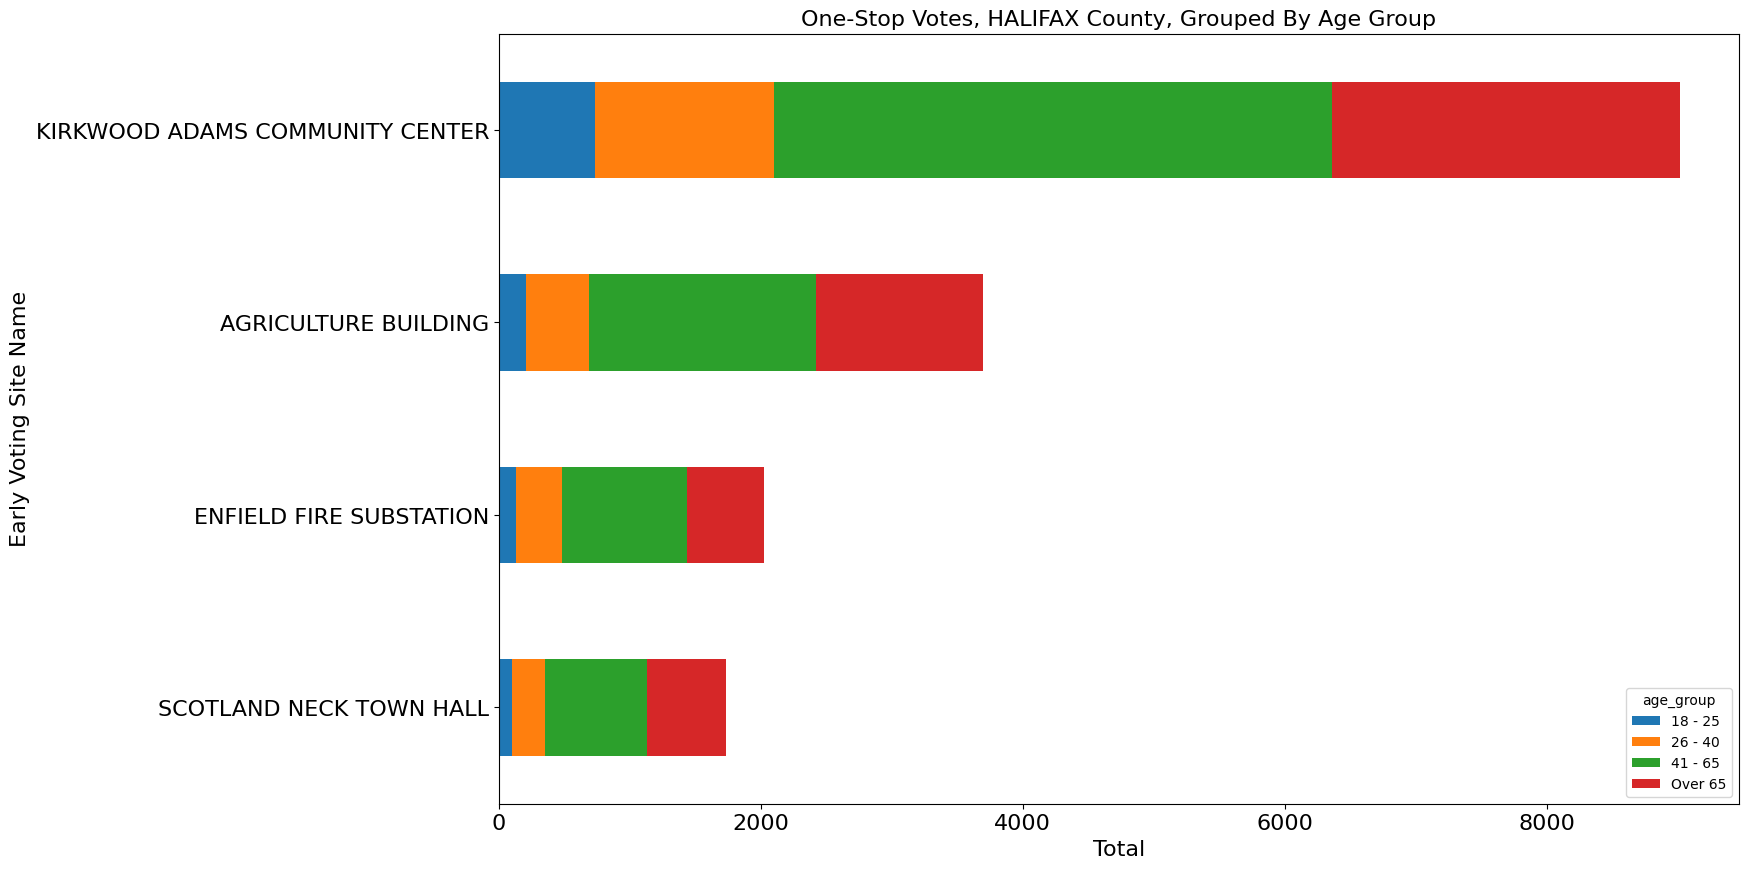 One-Stop Votes, HALIFAX County, Grouped By Age Group
Early Voting Site Name
KIRKWOOD ADAMS COMMUNITY CENTER
AGRICULTURE BUILDING
ENFIELD FIRE SUBSTATION
SCOTLAND NECK TOWN HALL
age_group
18 - 25
26 - 40
41 - 65
Over 65
0 2000 4000 6000 8000
Total